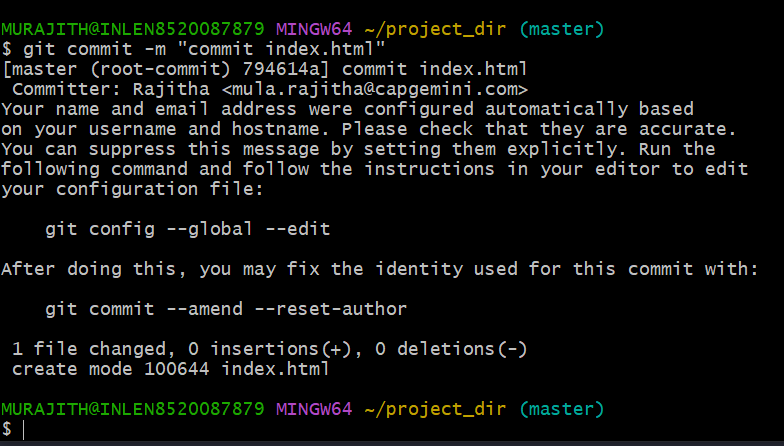 MURAJITH@INLEN8520087879 MINGW64 ~/project_dir (master)
$ git commit -m "commit index.html"
[master (root-commit) 794614a] commit index.html
 Committer: Rajitha <mula.rajitha@capgemini.com>
Your name and email address were configured automatically based
on your username and hostname. Please check that they are accurate.
You can suppress this message by setting them explicitly. Run the
following command and follow the instructions in your editor to edit
your configuration file:

    git config --global --edit

After doing this, you may fix the identity used for this commit with:

    git commit --amend --reset-author

 1 file changed, 0 insertions(+), 0 deletions(-)
 create mode 100644 index.html

MURAJITH@INLEN8520087879 MINGW64 ~/project_dir (master)
$